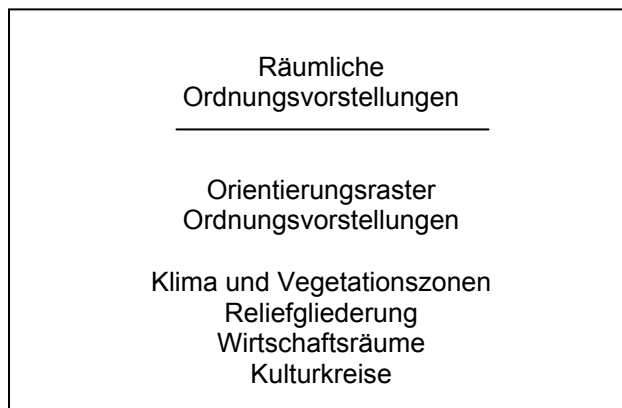 Räumliche
Ordnungsvorstellungen
Orientierungsraster
Ordnungsvorstellungen
Klima und Vegetationszonen
Reliefgliederung
Wirtschaftsräume
Kulturkreise